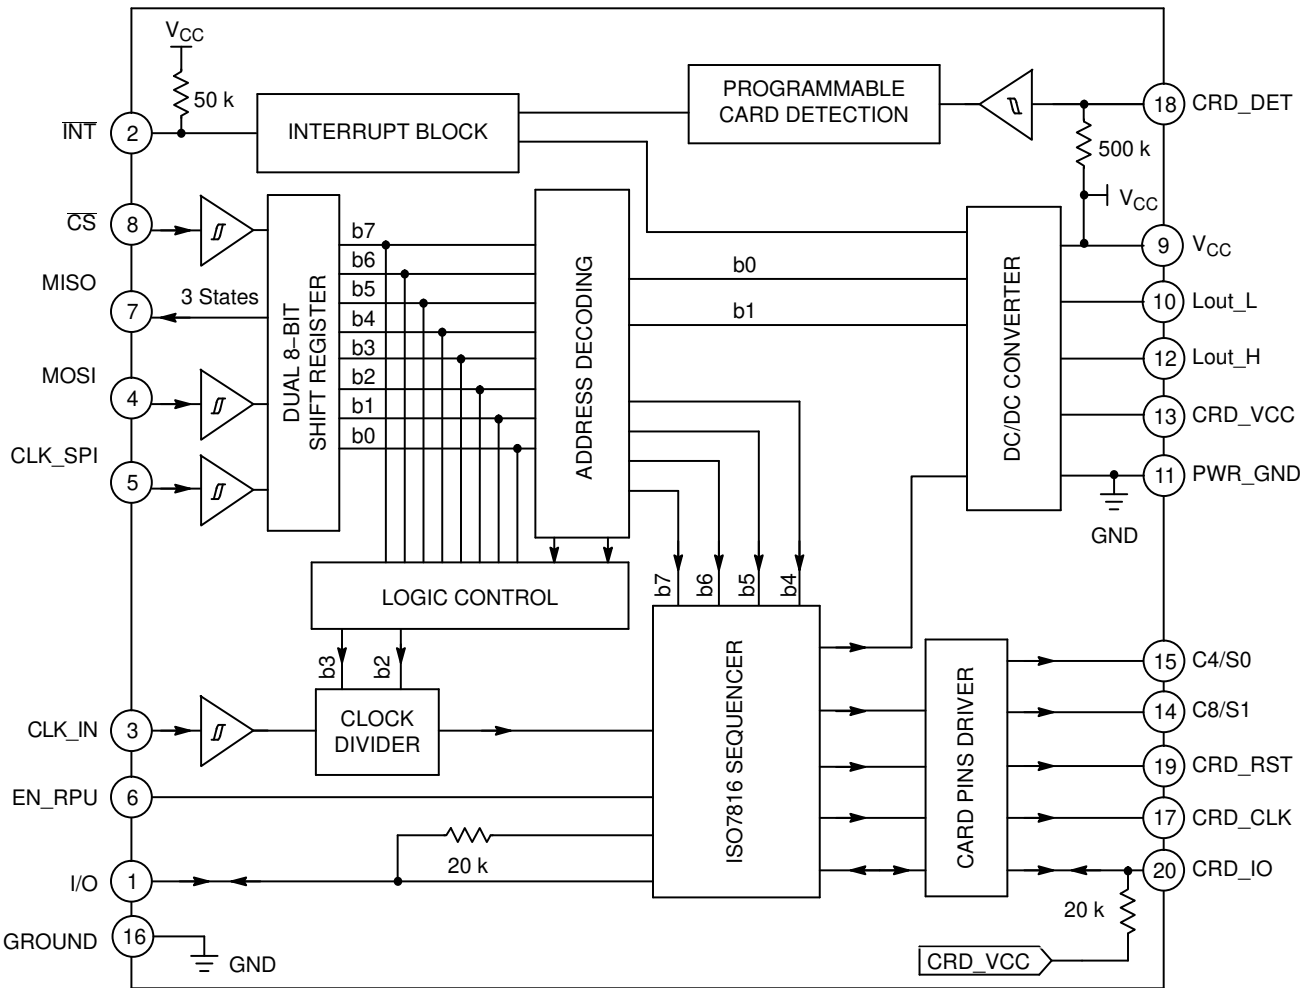 VCC
50 k
INT
2
INTERRUPT BLOCK
PROGRAMMABLE
CARD DETECTION
18
CRD_DET
500 k
VCC
CS
8
MISO
7
3 States
MOSI
4
CLK_SPI
5
DUAL 8–BIT
SHIFT REGISTER
b7
b6
b5
b4
b3
b2
b1
b0
ADDRESS DECODING
b0
b1
DC/DC CONVERTER
9
VCC
10
Lout_L
12
Lout_H
13
CRD_VCC
11
PWR_GND
GND
LOGIC CONTROL
b7
b6
b5
b4
b3
b2
CLK_IN
3
CLOCK
DIVIDER
EN_RPU
6
20 k
I/O
1
GROUND
16
GND
ISO7816 SEQUENCER
CARD PINS DRIVER
15
C4/S0
14
C8/S1
19
CRD_RST
17
CRD_CLK
20
CRD_IO
20 k
CRD_VCC